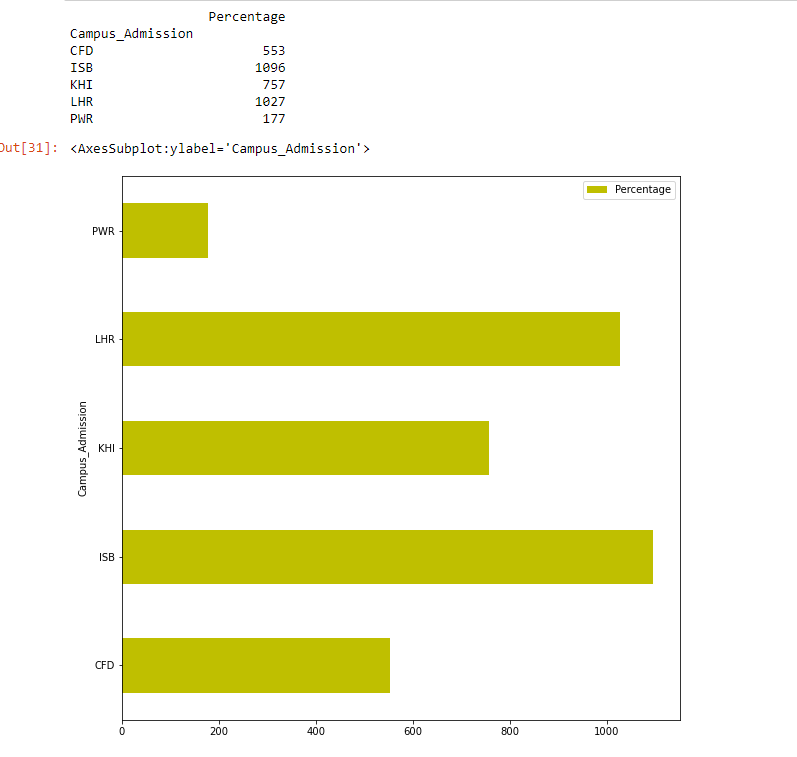 Percentage
Campus_Admission
CFD 553
ISB 1096
KHI 757
LHR 1027
PWR 177
Out[31]: <AxesSubplot:ylabel='Campus_Admission'>
Percentage
PWR
LHR
KHI
Campus_Admission
ISB
CFD
0 200 400 600 800 1000